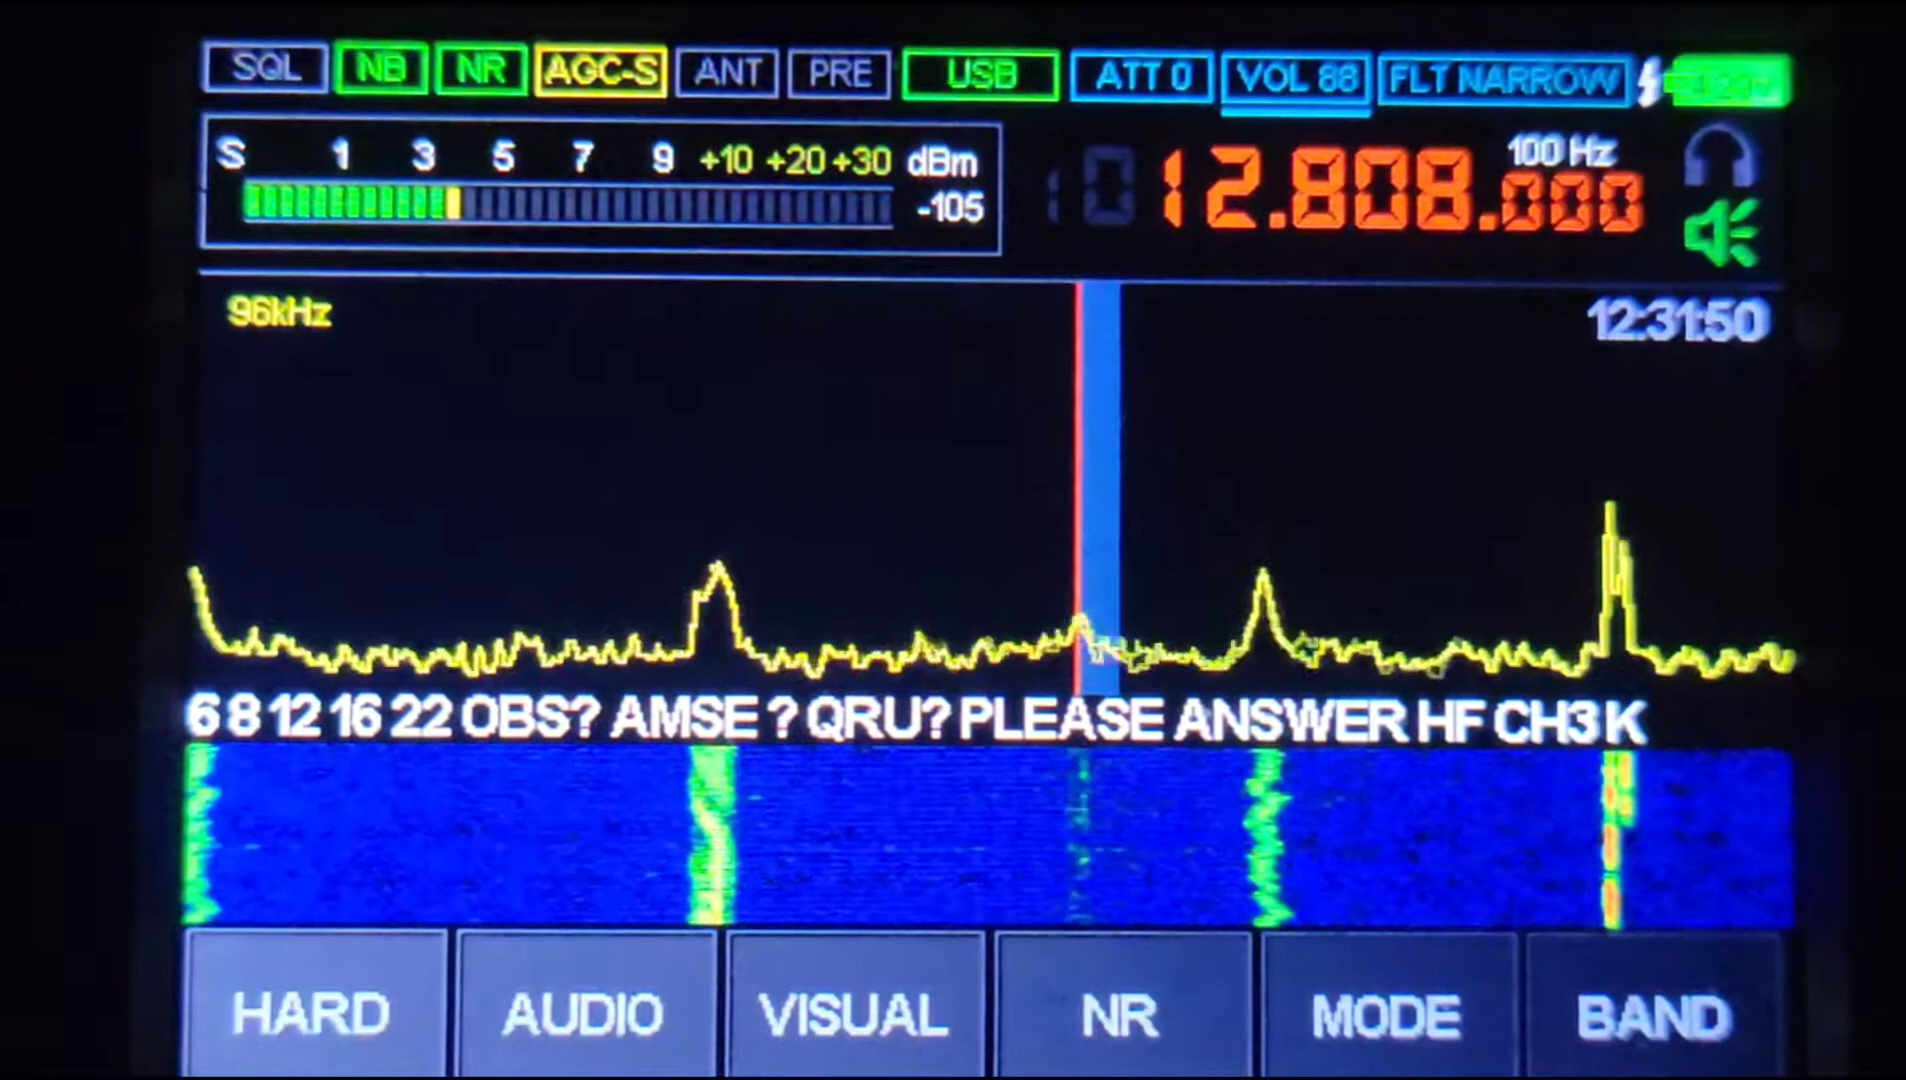 SQL NB NR AGC-S ANT PRE USB ATT 0 VOL 88 FLT NARROW
S 1 3 5 7 9 +10 +20 +30 dBm
-105
100 Hz
12.808.000
96kHz
12:31:50
6 8 12 16 22 OBS? AMSE ? QRU? PLEASE ANSWER HF CH3 K
HARD AUDIO VISUAL NR MODE BAND